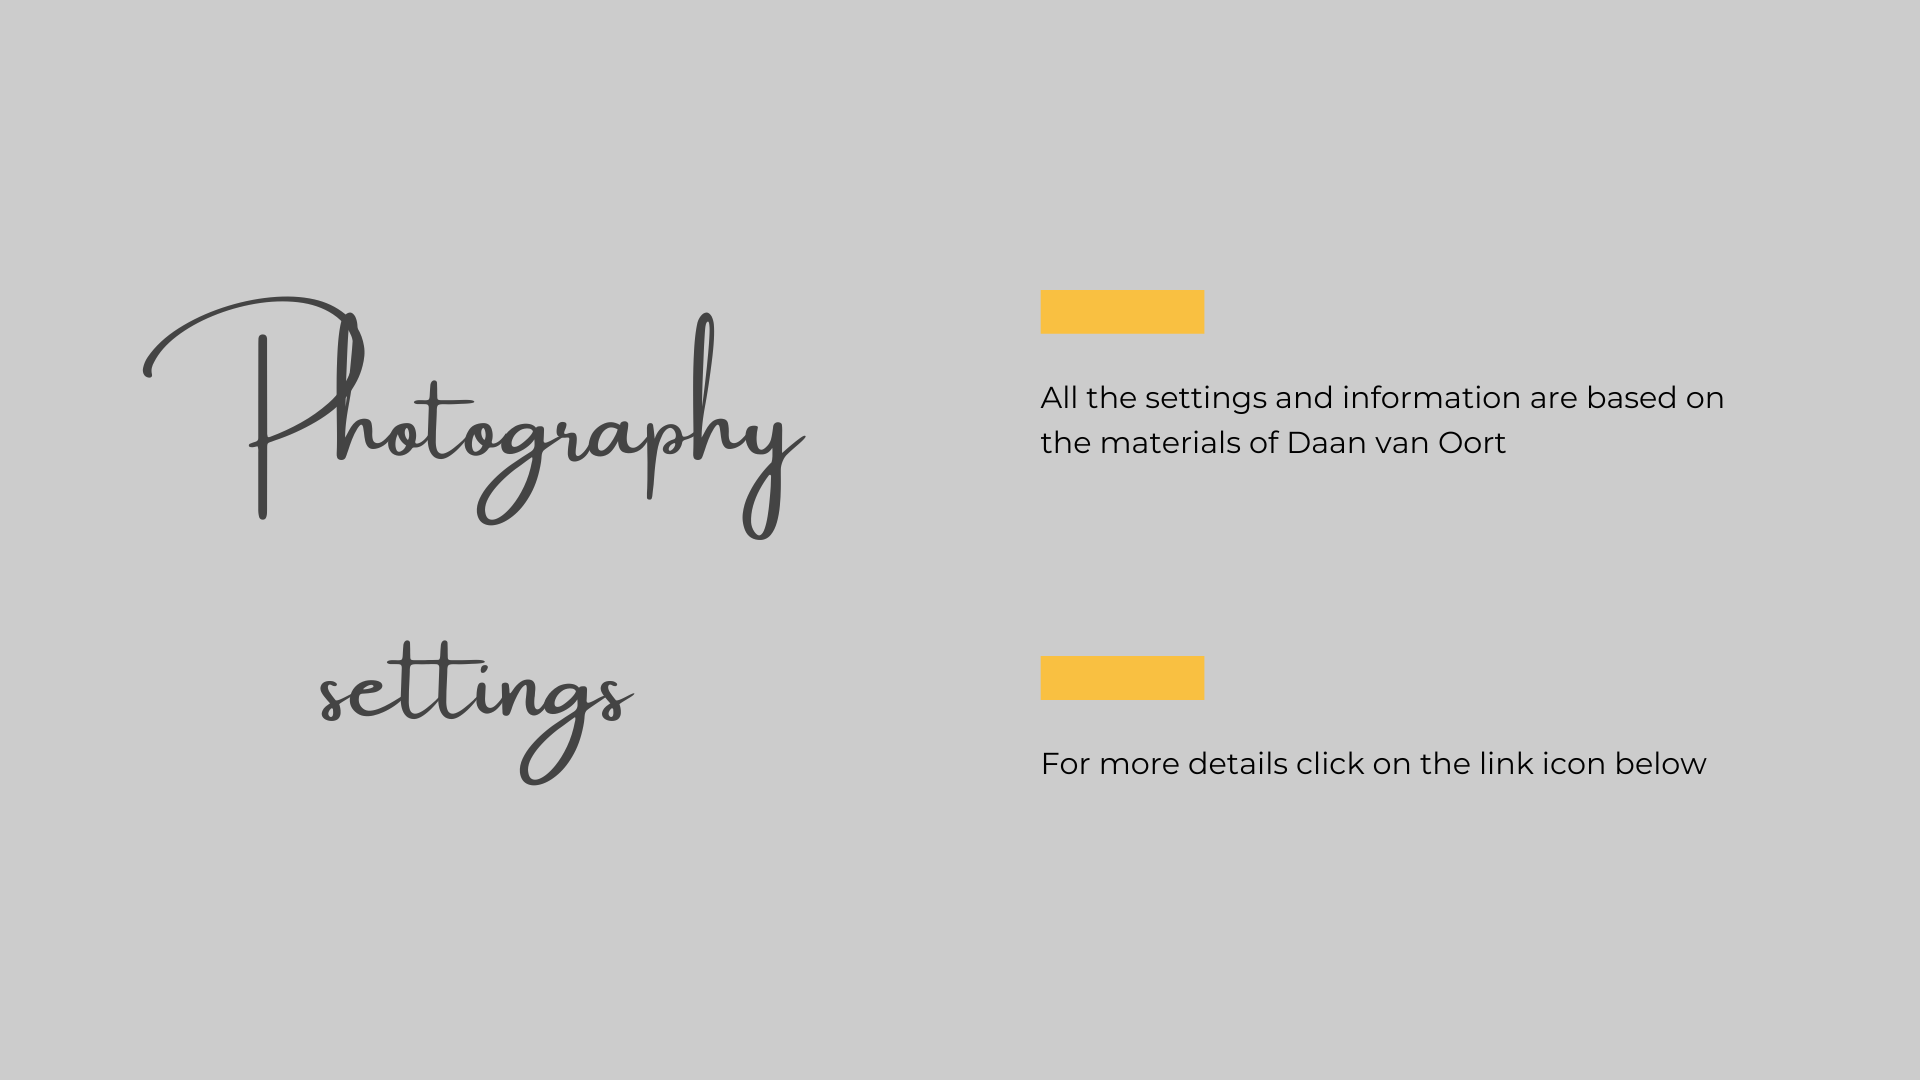 Photography
settings
All the settings and information are based on
the materials of Daan van Oort
For more details click on the link icon below